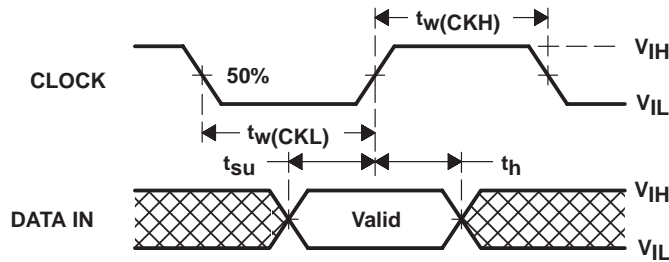 tw(CKH)
VIH
CLOCK
50%
VIL
tw(CKL)
tsu
th
VIH
DATA IN
Valid
VIL